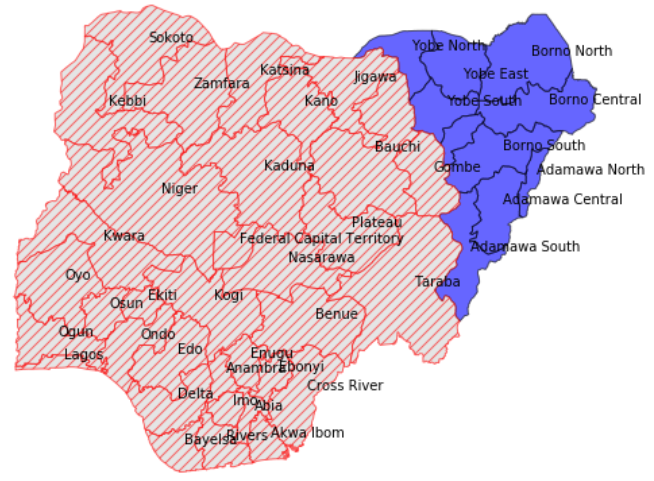 Sokoto
Yobe North
Borno North
Katsina
Jigawa
Yobe East
Zamfara
Kebbi
Kano
Yobe South
Borno Central
Bauchi
Borno South
Kaduna
Gombe
Adamawa North
Niger
Adamawa Central
Plateau
Kwara
Federal Capital Territory
Adamawa South
Nasarawa
Oyo
Taraba
Ekiti
Kogi
Osun
Benue
Ogun
Ondo
Lagos
Edo
Enugu
Anambra
Ebonyi
Cross River
Delta
Imo
Abia
Bayelsa
Rivers
Akwa Ibom